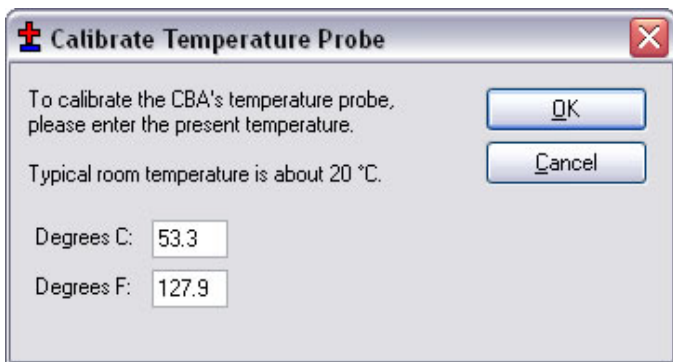 Calibrate Temperature Probe
To calibrate the CBA's temperature probe,
please enter the present temperature.
OK
Cancel
Typical room temperature is about 20 °C.
Degrees C: 53.3
Degrees F: 127.9